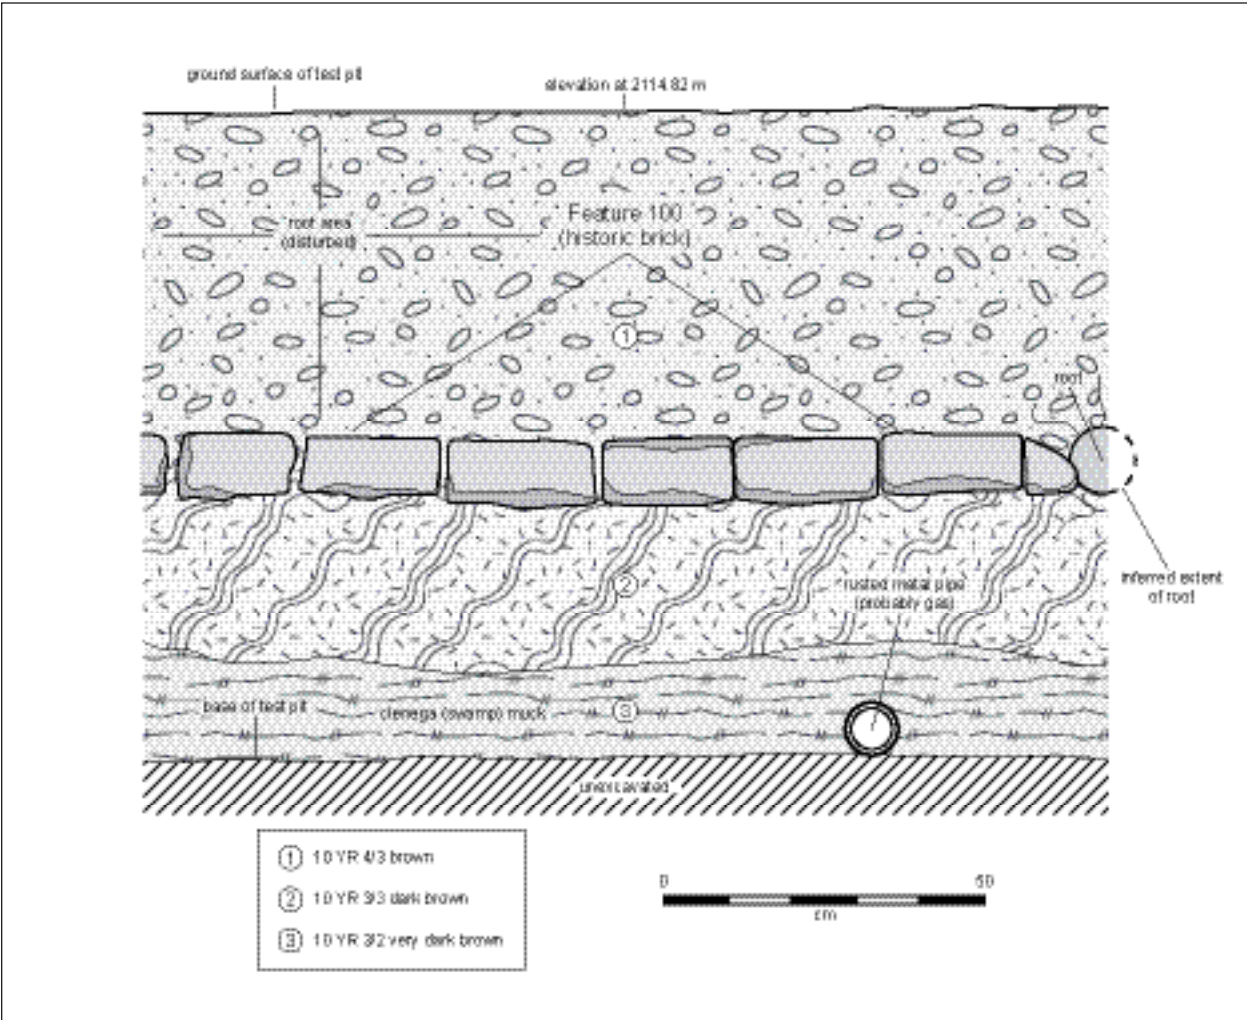 ground surface of test pit
elevation at 2114.82 m
root area
(disturbed)
Feature 100
(historic brick)
1
root
2
rusted metal pipe
(probably gas)
inferred extent
of root
base of test pit
cienega (swamp) muck
3
unexcavated
1 10 YR 4/3 brown
2 10 YR 3/3 dark brown
3 10 YR 3/2 very dark brown
0
cm